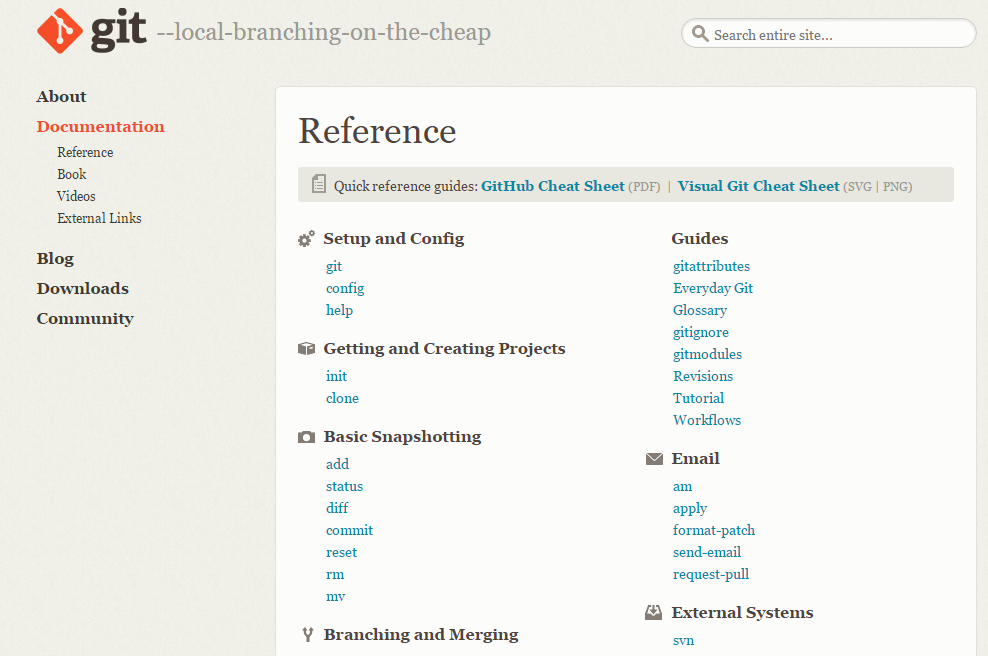 git --local-branching-on-the-cheap
Search entire site...
About
Documentation
Reference
Book
Videos
External Links
Blog
Downloads
Community
Reference
Quick reference guides: GitHub Cheat Sheet (PDF) | Visual Git Cheat Sheet (SVG | PNG)
Setup and Config
git
config
help
Getting and Creating Projects
init
clone
Basic Snapshotting
add
status
diff
commit
reset
rm
mv
Branching and Merging
Guides
gitattributes
Everyday Git
Glossary
gitignore
gitmodules
Revisions
Tutorial
Workflows
Email
am
apply
format-patch
send-email
request-pull
External Systems
svn